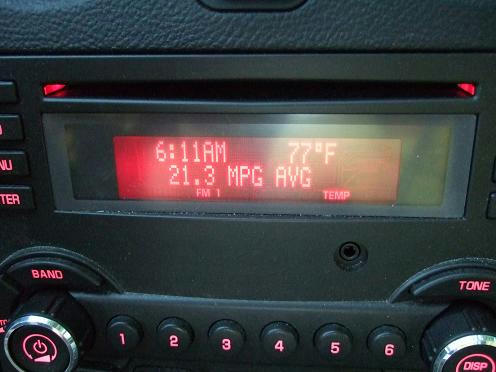 6:11AM 77°F
21.3 MPG AVG
FM 1 TEMP
BAND
TONE
1 2 3 4 5 6
DISP